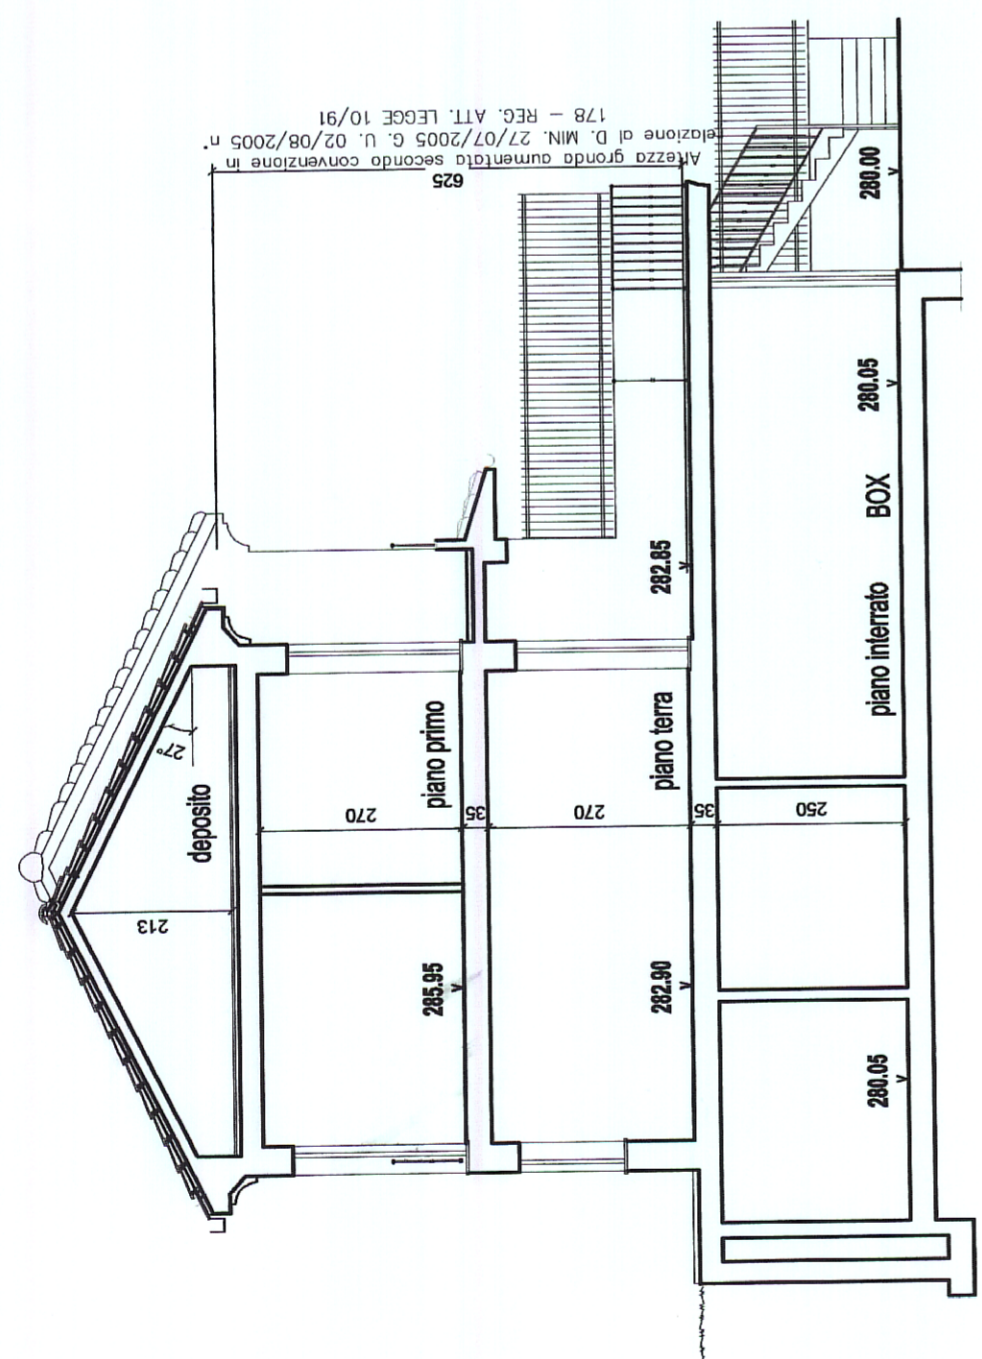 Altezza gronda aumentata secondo convenzione in
relazione al D. MIN. 27/07/2005 G. U. 02/08/2005 n°
178 – REG. ATT. LEGGE 10/91
625
27°
deposito
213
270
piano primo
285.95
35
270
piano terra
282.90
282.85
35
250
piano interrato
BOX
280.05
280.05
280.00